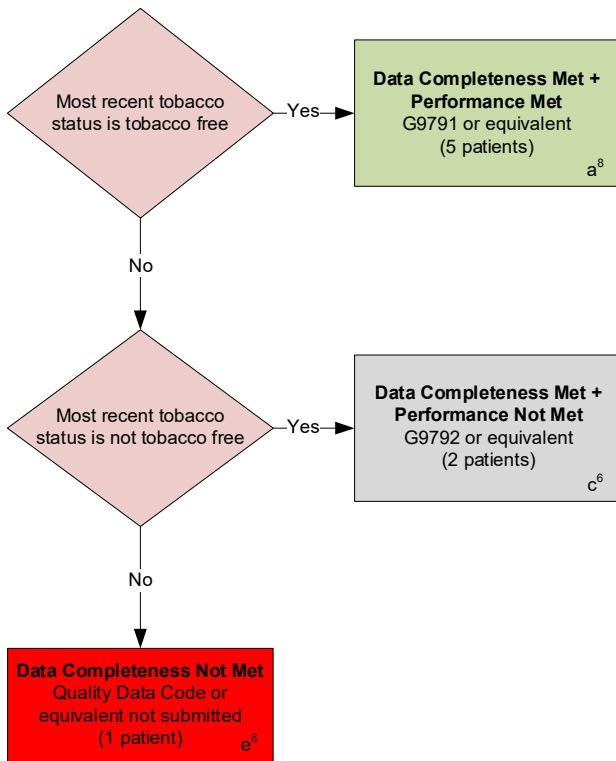 Most recent tobacco
status is tobacco free
Yes
Data Completeness Met +
Performance Met
G9791 or equivalent
(5 patients)
a⁸
No
Most recent tobacco
status is not tobacco free
Yes
Data Completeness Met +
Performance Not Met
G9792 or equivalent
(2 patients)
c⁶
No
Data Completeness Not Met
Quality Data Code or
equivalent not submitted
(1 patient)
e⁶